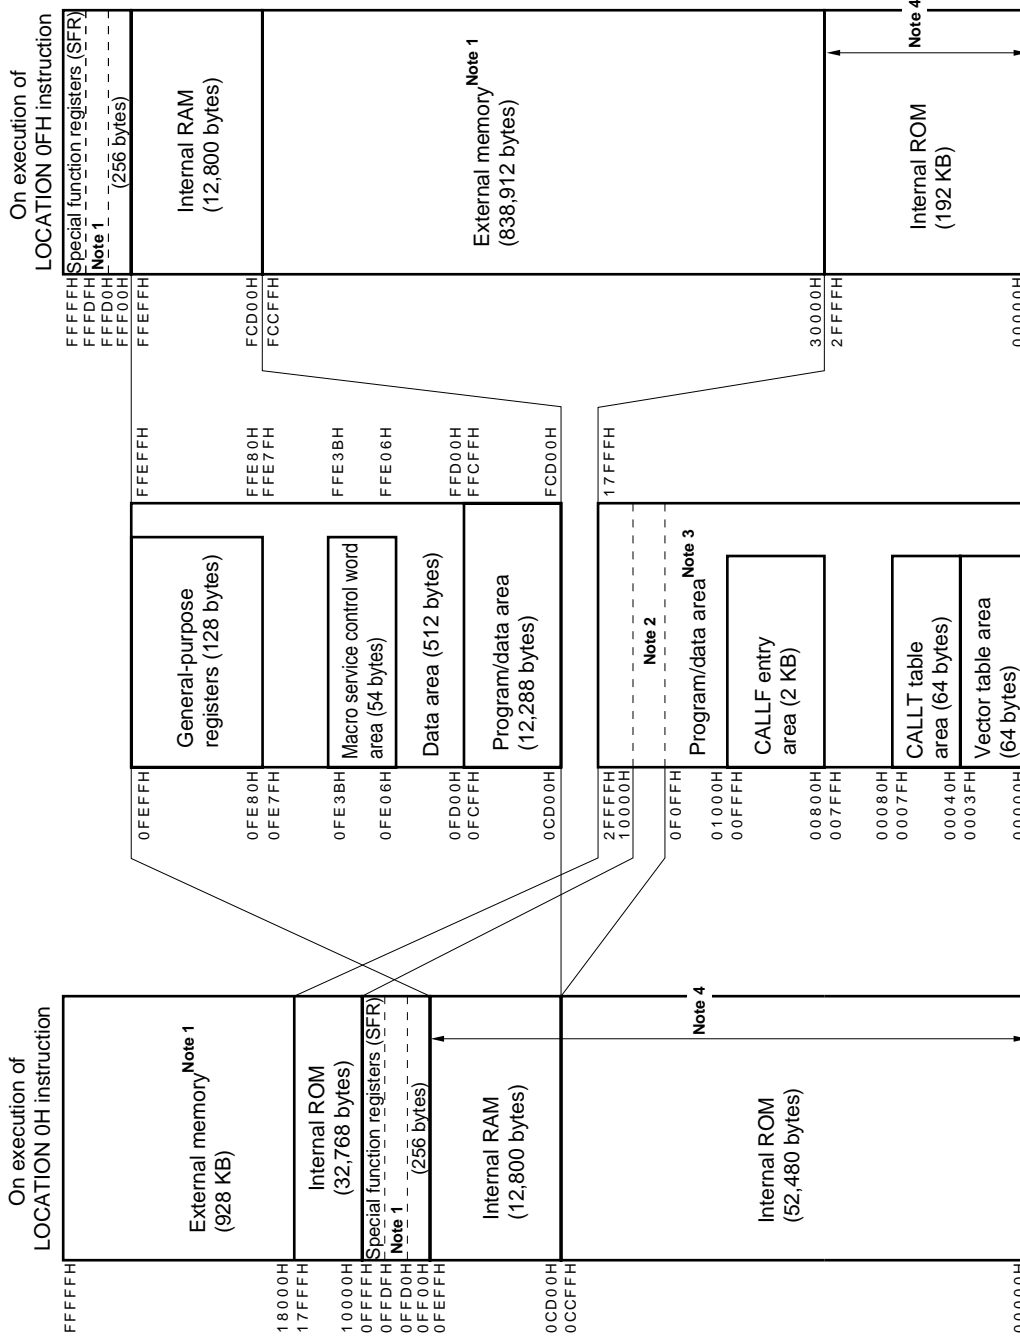 On execution of
LOCATION 0H instruction
FFFFFH
External memory Note 1
(928 KB)
18000H
17FFFH
Internal ROM
(32,768 bytes)
10000H
0FFFFH
Special function registers (SFR)
0FFDFH
Note 1
0FFD0H
0FF00H
(256 bytes)
0FEFFH
Internal RAM
(12,800 bytes)
0CD00H
0CCFFH
Internal ROM
(52,480 bytes)
00000H
Note 4
0FEFFH
General-purpose
registers (128 bytes)
0FE80H
0FE7FH
0FE3BH
Macro service control word
area (54 bytes)
0FE06H
Data area (512 bytes)
0FD00H
0FCFFH
Program/data area
(12,288 bytes)
0CD00H
FFEFFH
FFE80H
FFE7FH
FFE3BH
FFE06H
FFD00H
FFCFFH
FCD00H
2FFFFH
10000H
Note 2
0F0FFH
Program/data area Note 3
01000H
00FFFH
CALLF entry
area (2 KB)
00800H
007FFH
00080H
0007FH
CALLT table
area (64 bytes)
00040H
0003FH
Vector table area
(64 bytes)
00000H
17FFFH
On execution of
LOCATION 0FH instruction
FFFFFH
Special function registers (SFR)
FFFDFH
Note 1
FFFD0H
FFF00H
(256 bytes)
FFEFFH
Internal RAM
(12,800 bytes)
FCD00H
FCCFFH
External memory Note 1
(838,912 bytes)
30000H
2FFFFH
Internal ROM
(192 KB)
00000H
Note 4